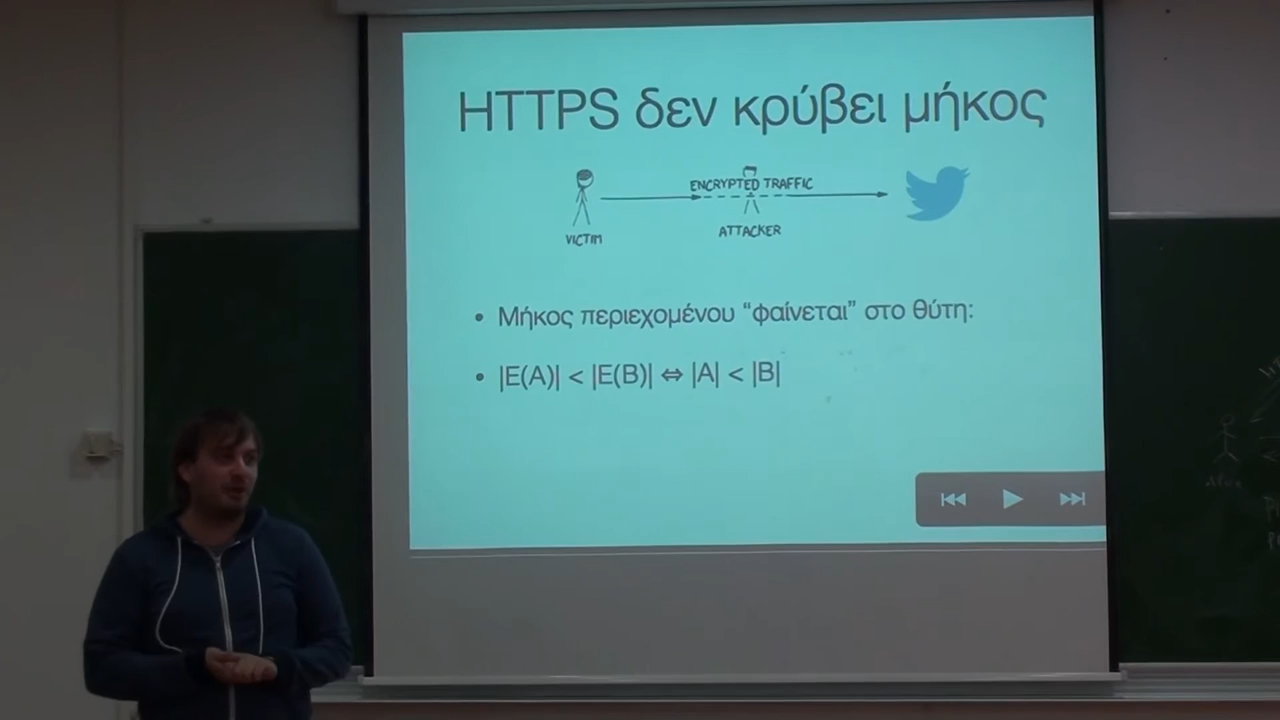 HTTPS δεν κρύβει μήκος
ENCRYPTED TRAFFIC
VICTIM
ATTACKER
• Μήκος περιεχομένου “φαίνεται” στο θύτη:
• |E(A)| < |E(B)| ⇔ |A| < |B|